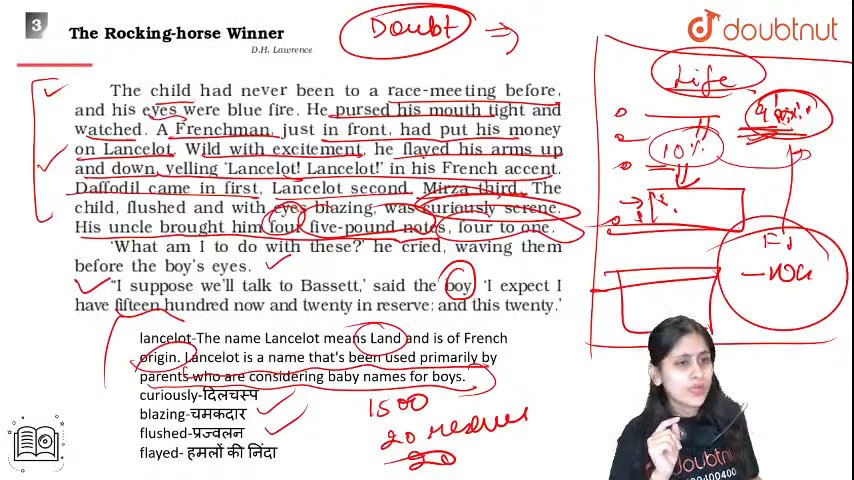 3
The Rocking-horse Winner
D.H. Lawrence
Doubt
doubtnut
Life
10%
The child had never been to a race-meeting before,
and his eyes were blue fire. He pursed his mouth tight and
watched. A Frenchman, just in front, had put his money
on Lancelot. Wild with excitement, he flayed his arms up
and down, yelling ‘Lancelot! Lancelot!’ in his French accent.
Daffodil came in first, Lancelot second, Mirza third. The
child, flushed and with eyes blazing, was curiously serene.
His uncle brought him four five-pound notes, four to one.
‘What am I to do with these?’ he cried, waving them
before the boy’s eyes.
“I suppose we’ll talk to Bassett,’ said the boy. ‘I expect I
have fifteen hundred now and twenty in reserve; and this twenty.’
lancelot-The name Lancelot means Land and is of French
origin. Lancelot is a name that's been used primarily by
parents who are considering baby names for boys.
curiously-दिलचस्प
blazing-चमकदार
flushed-प्रज्वलन
flayed- हमलों की निंदा
1500
20 reserve
20
doubtnut